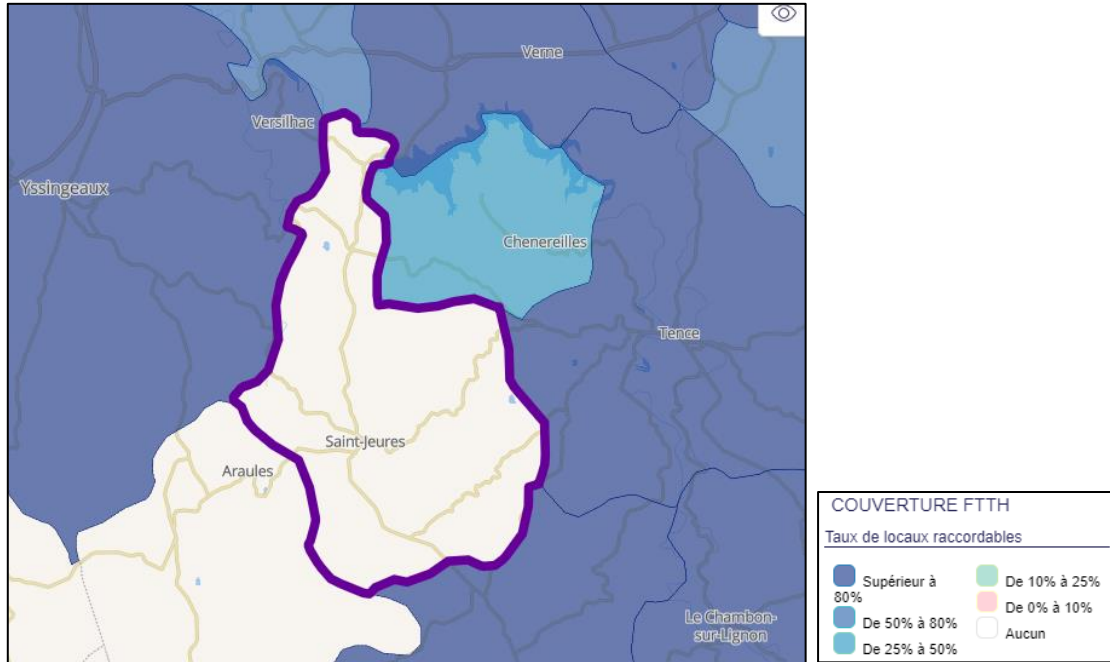 Verne
Versilhac
Yssingeaux
Chenereilles
Tence
Saint-Jeures
Araules
Le Chambon-
sur-Lignon
COUVERTURE FTTH
Taux de locaux raccordables
Supérieur à
80%
De 50% à 80%
De 25% à 50%
De 10% à 25%
De 0% à 10%
Aucun